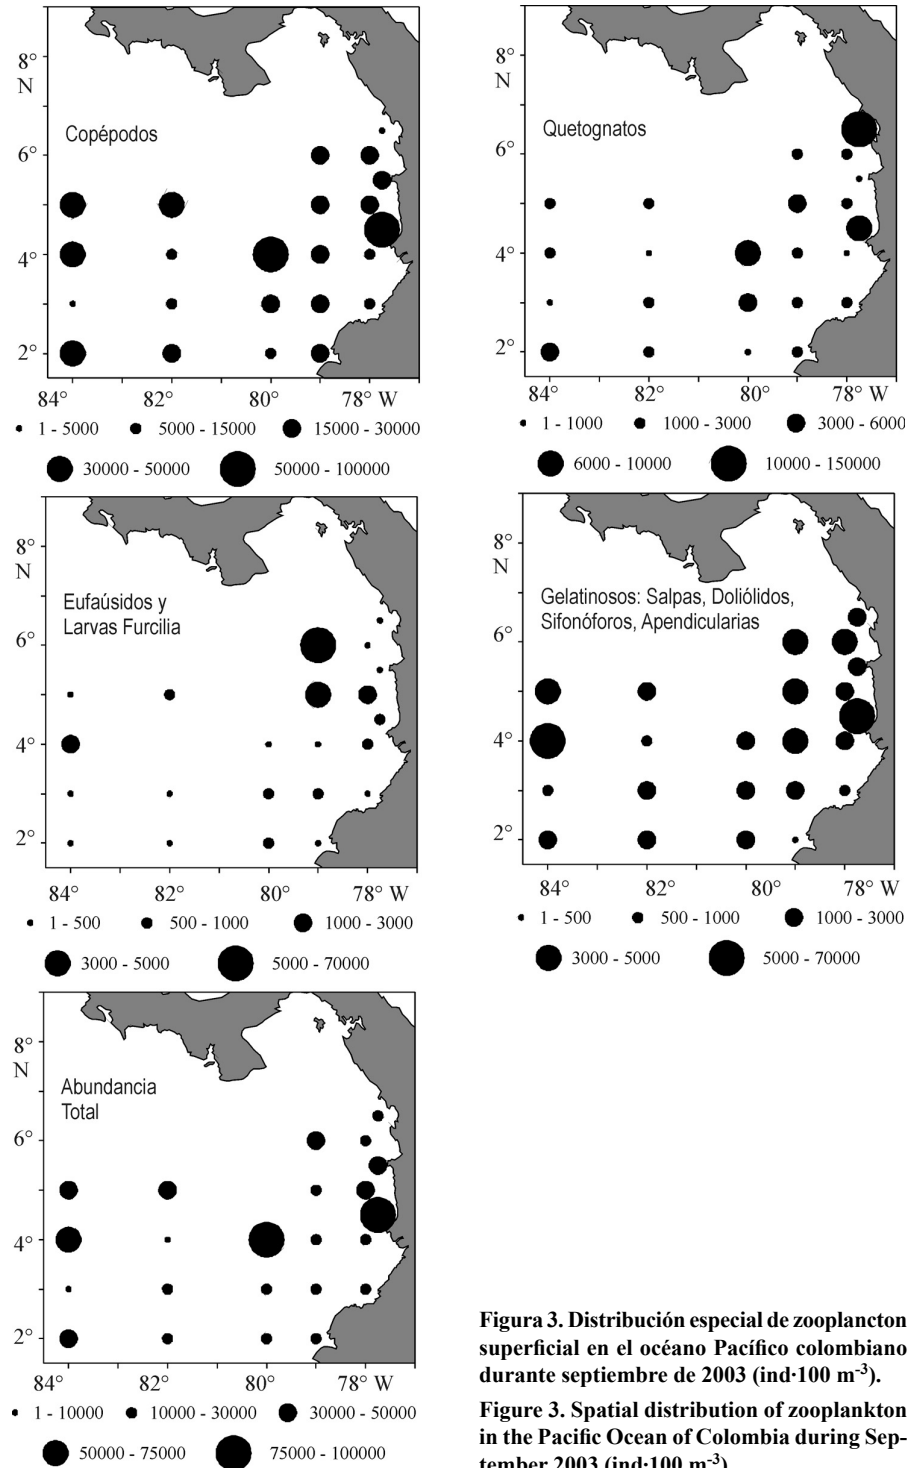 8°
N
Copépodos
6°
4°
2°
84° 82° 80° 78° W
1 - 5000 5000 - 15000 15000 - 30000
30000 - 50000 50000 - 100000
8°
N
Quetognatos
6°
4°
2°
84° 82° 80° 78° W
1 - 1000 1000 - 3000 3000 - 6000
6000 - 10000 10000 - 150000
8°
N
Eufaúsidos y
Larvas Furcilia
6°
4°
2°
84° 82° 80° 78° W
1 - 500 500 - 1000 1000 - 3000
3000 - 5000 5000 - 70000
8°
N
Gelatinosos: Salpas, Doliólidos,
Sifonóforos, Apendicularias
6°
4°
2°
84° 82° 80° 78° W
1 - 500 500 - 1000 1000 - 3000
3000 - 5000 5000 - 70000
8°
N
Abundancia
Total
6°
4°
2°
84° 82° 80° 78° W
1 - 10000 10000 - 30000 30000 - 50000
50000 - 75000 75000 - 100000
Figura 3. Distribución especial de zooplancton
superficial en el océano Pacífico colombiano
durante septiembre de 2003 (ind·100 m⁻³).
Figure 3. Spatial distribution of zooplankton
in the Pacific Ocean of Colombia during Sep-
tember 2003 (ind·100 m⁻³)